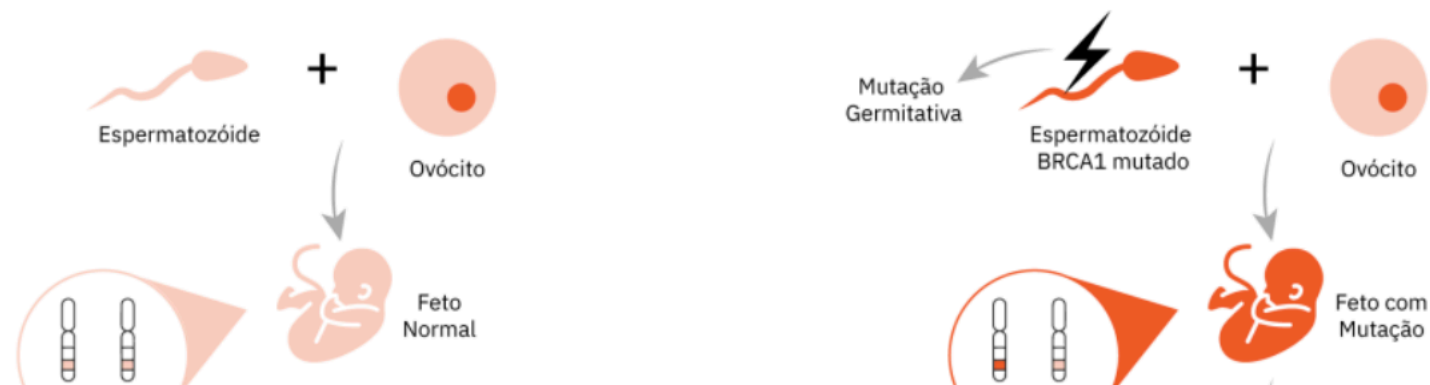 Espermatozóide
Ovócito
Feto
Normal
Mutação
Germitativa
Espermatozóide
BRCA1 mutado
Ovócito
Feto com
Mutação